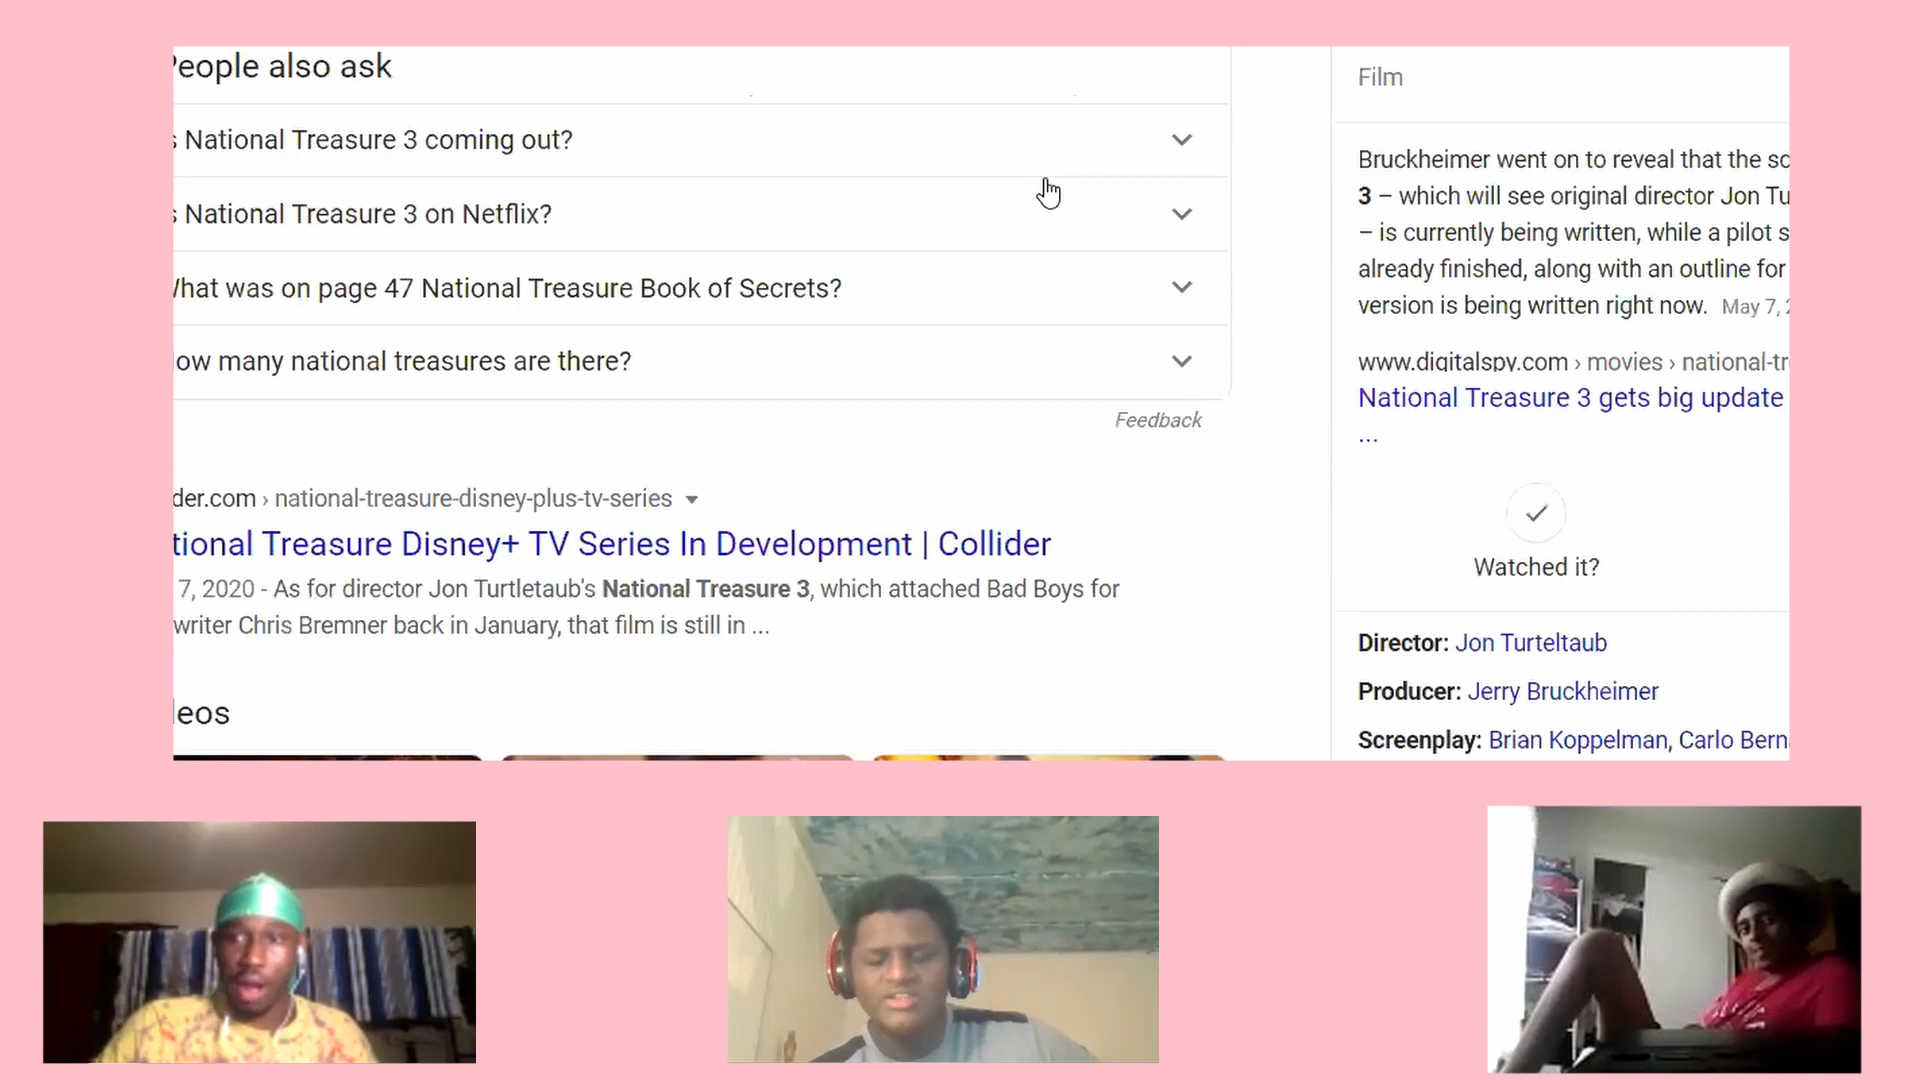 People also ask
s National Treasure 3 coming out?
s National Treasure 3 on Netflix?
What was on page 47 National Treasure Book of Secrets?
ow many national treasures are there?
Feedback
der.com › national-treasure-disney-plus-tv-series
tional Treasure Disney+ TV Series In Development | Collider
7, 2020 - As for director Jon Turtletaub's National Treasure 3, which attached Bad Boys for
writer Chris Bremner back in January, that film is still in ...
leos
Film
Bruckheimer went on to reveal that the sc
3 – which will see original director Jon Tu
– is currently being written, while a pilot s
already finished, along with an outline for
version is being written right now. May 7, 2
www.digitalspy.com › movies › national-tr
National Treasure 3 gets big update
...
Watched it?
Director: Jon Turteltaub
Producer: Jerry Bruckheimer
Screenplay: Brian Koppelman, Carlo Bern